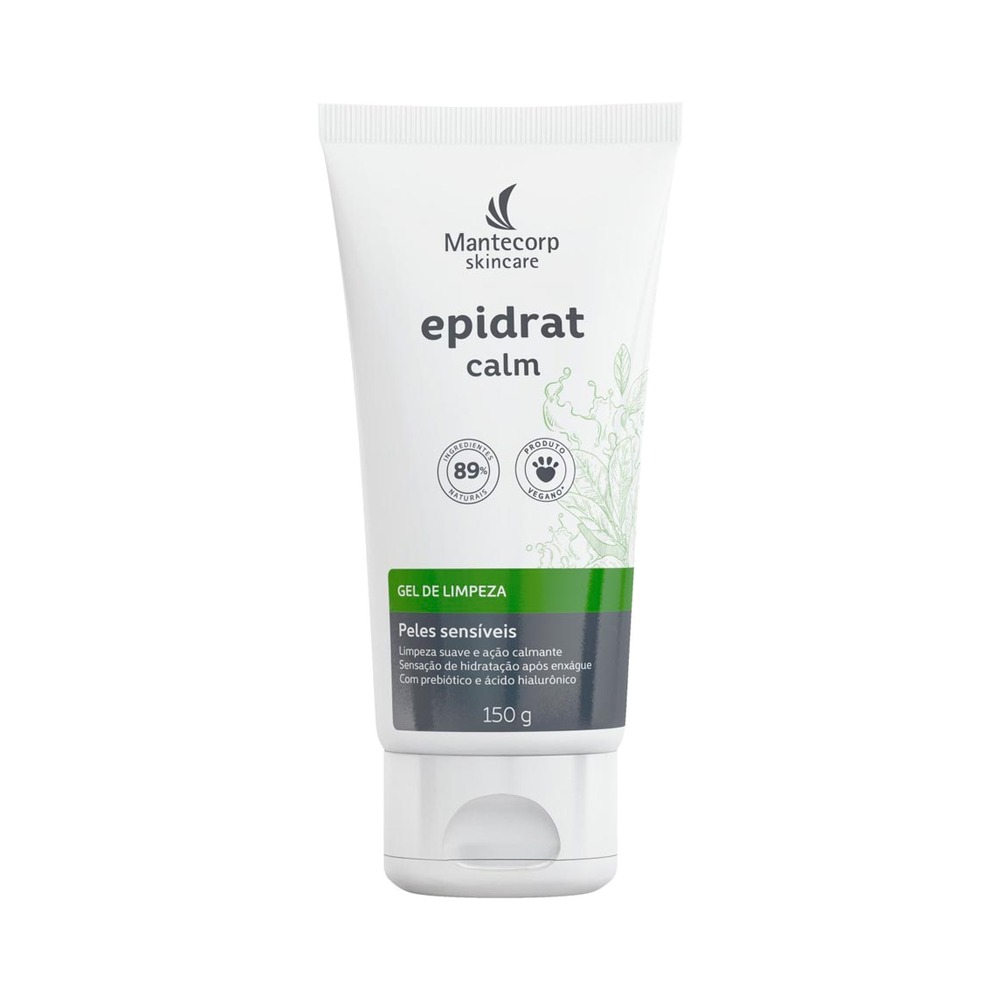 Mantecorp
skincare
epidrat
calm
INGREDIENTES
89%
NATURAIS
PRODUTO
VEGANO*
GEL DE LIMPEZA
Peles sensíveis
Limpeza suave e ação calmante
Sensação de hidratação após enxágue
Com prebiótico e ácido hialurônico
150 g